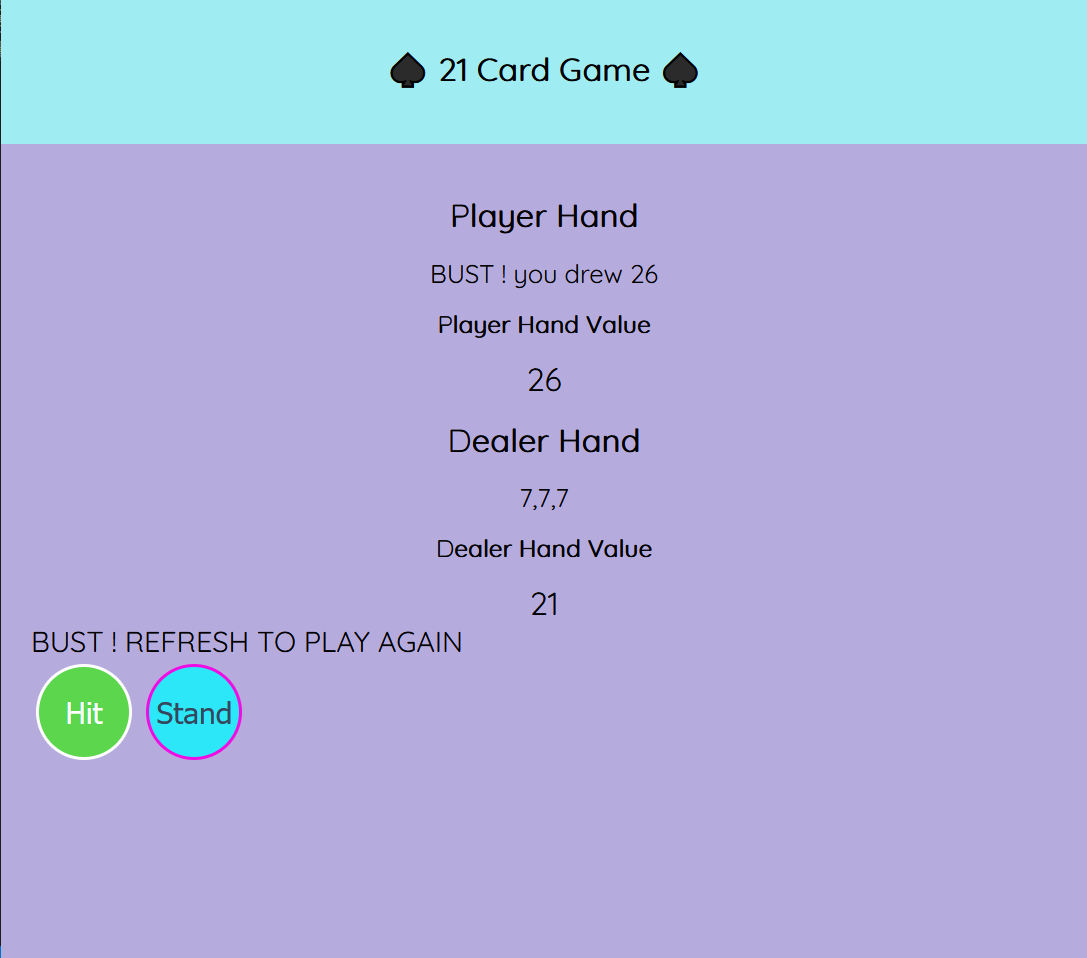 ♠ 21 Card Game ♠
Player Hand
BUST ! you drew 26
Player Hand Value
26
Dealer Hand
7,7,7
Dealer Hand Value
21
BUST ! REFRESH TO PLAY AGAIN
Hit Stand